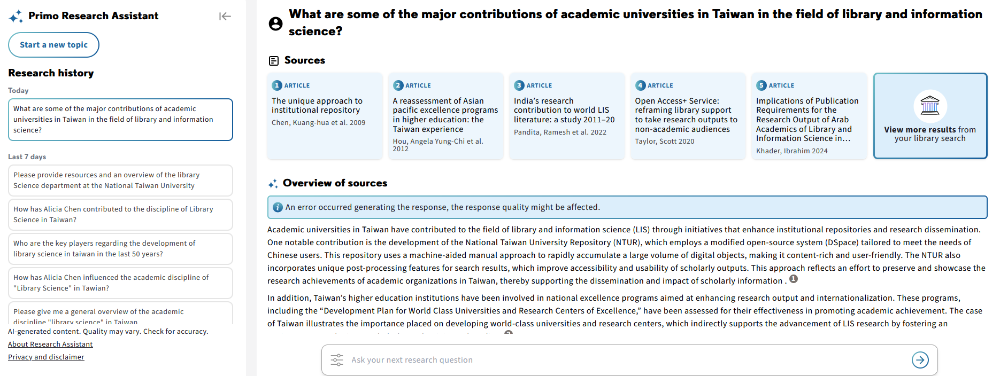 Primo Research Assistant
Start a new topic
Research history
Today
What are some of the major contributions of academic
universities in Taiwan in the field of library and information
science?
Last 7 days
Please provide resources and an overview of the library
Science department at the National Taiwan University
How has Alicia Chen contributed to the discipline of Library
Science in Taiwan?
Who are the key players regarding the development of
library science in taiwan in the last 50 years?
How has Alicia Chen influenced the academic discipline of
"Library Science" in Tawian?
Please give me a general overview of the academic
discipline "library science" in Taiwan
AI-generated content. Quality may vary. Check for accuracy.
About Research Assistant
Privacy and disclaimer
What are some of the major contributions of academic universities in Taiwan in the field of library and information
science?
Sources
1 ARTICLE
The unique approach to
institutional repository
Chen, Kuang-hua et al. 2009
2 ARTICLE
A reassessment of Asian
pacific excellence programs
in higher education: the
Taiwan experience
Hou, Angela Yung-Chi et al.
2012
3 ARTICLE
India's research
contribution to world LIS
literature: a study 2011–20
Pandita, Ramesh et al. 2022
4 ARTICLE
Open Access+ Service:
reframing library support
to take research outputs to
non-academic audiences
Taylor, Scott 2020
5 ARTICLE
Implications of Publication
Requirements for the
Research Output of Arab
Academics of Library and
Information Science in...
Khader, Ibrahim 2024
View more results from
your library search
Overview of sources
An error occurred generating the response, the response quality might be affected.
Academic universities in Taiwan have contributed to the field of library and information science (LIS) through initiatives that enhance institutional repositories and research dissemination.
One notable contribution is the development of the National Taiwan University Repository (NTUR), which employs a modified open-source system (DSpace) tailored to meet the needs of
Chinese users. This repository uses a machine-aided manual approach to rapidly accumulate a large volume of digital objects, making it content-rich and user-friendly. The NTUR also
incorporates unique post-processing features for search results, which improve accessibility and usability of scholarly outputs. This approach reflects an effort to preserve and showcase the
research achievements of academic organizations in Taiwan, thereby supporting the dissemination and impact of scholarly information . 1
In addition, Taiwan's higher education institutions have been involved in national excellence programs aimed at enhancing research output and internationalization. These programs,
including the “Development Plan for World Class Universities and Research Centers of Excellence,” have been assessed for their effectiveness in promoting academic achievement. The case
of Taiwan illustrates the importance placed on developing world-class universities and research centers, which indirectly supports the advancement of LIS research by fostering an
Ask your next research question